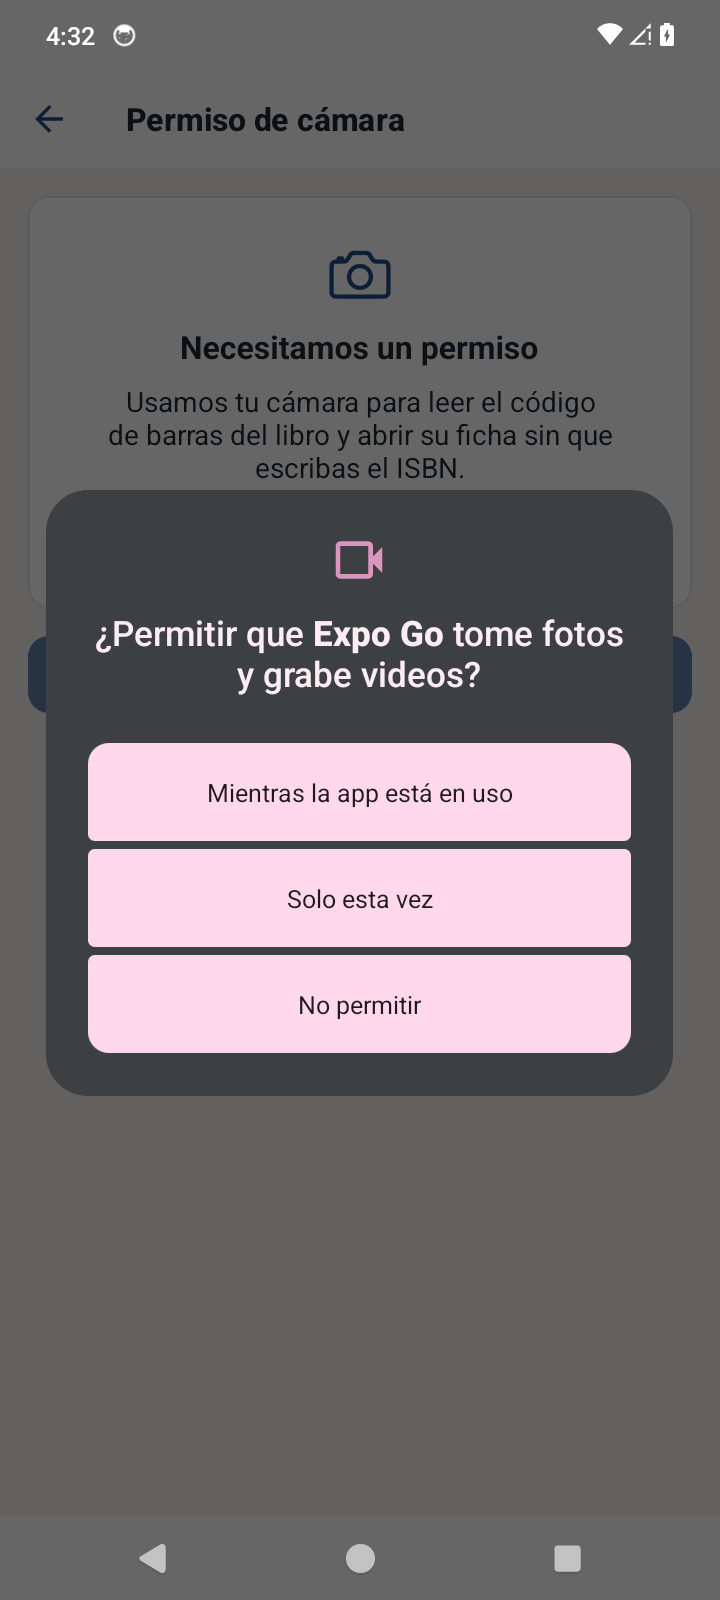 4:32
Permiso de cámara
Necesitamos un permiso
Usamos tu cámara para leer el código
de barras del libro y abrir su ficha sin que
escribas el ISBN.
¿Permitir que Expo Go tome fotos
y grabe videos?
Mientras la app está en uso
Solo esta vez
No permitir